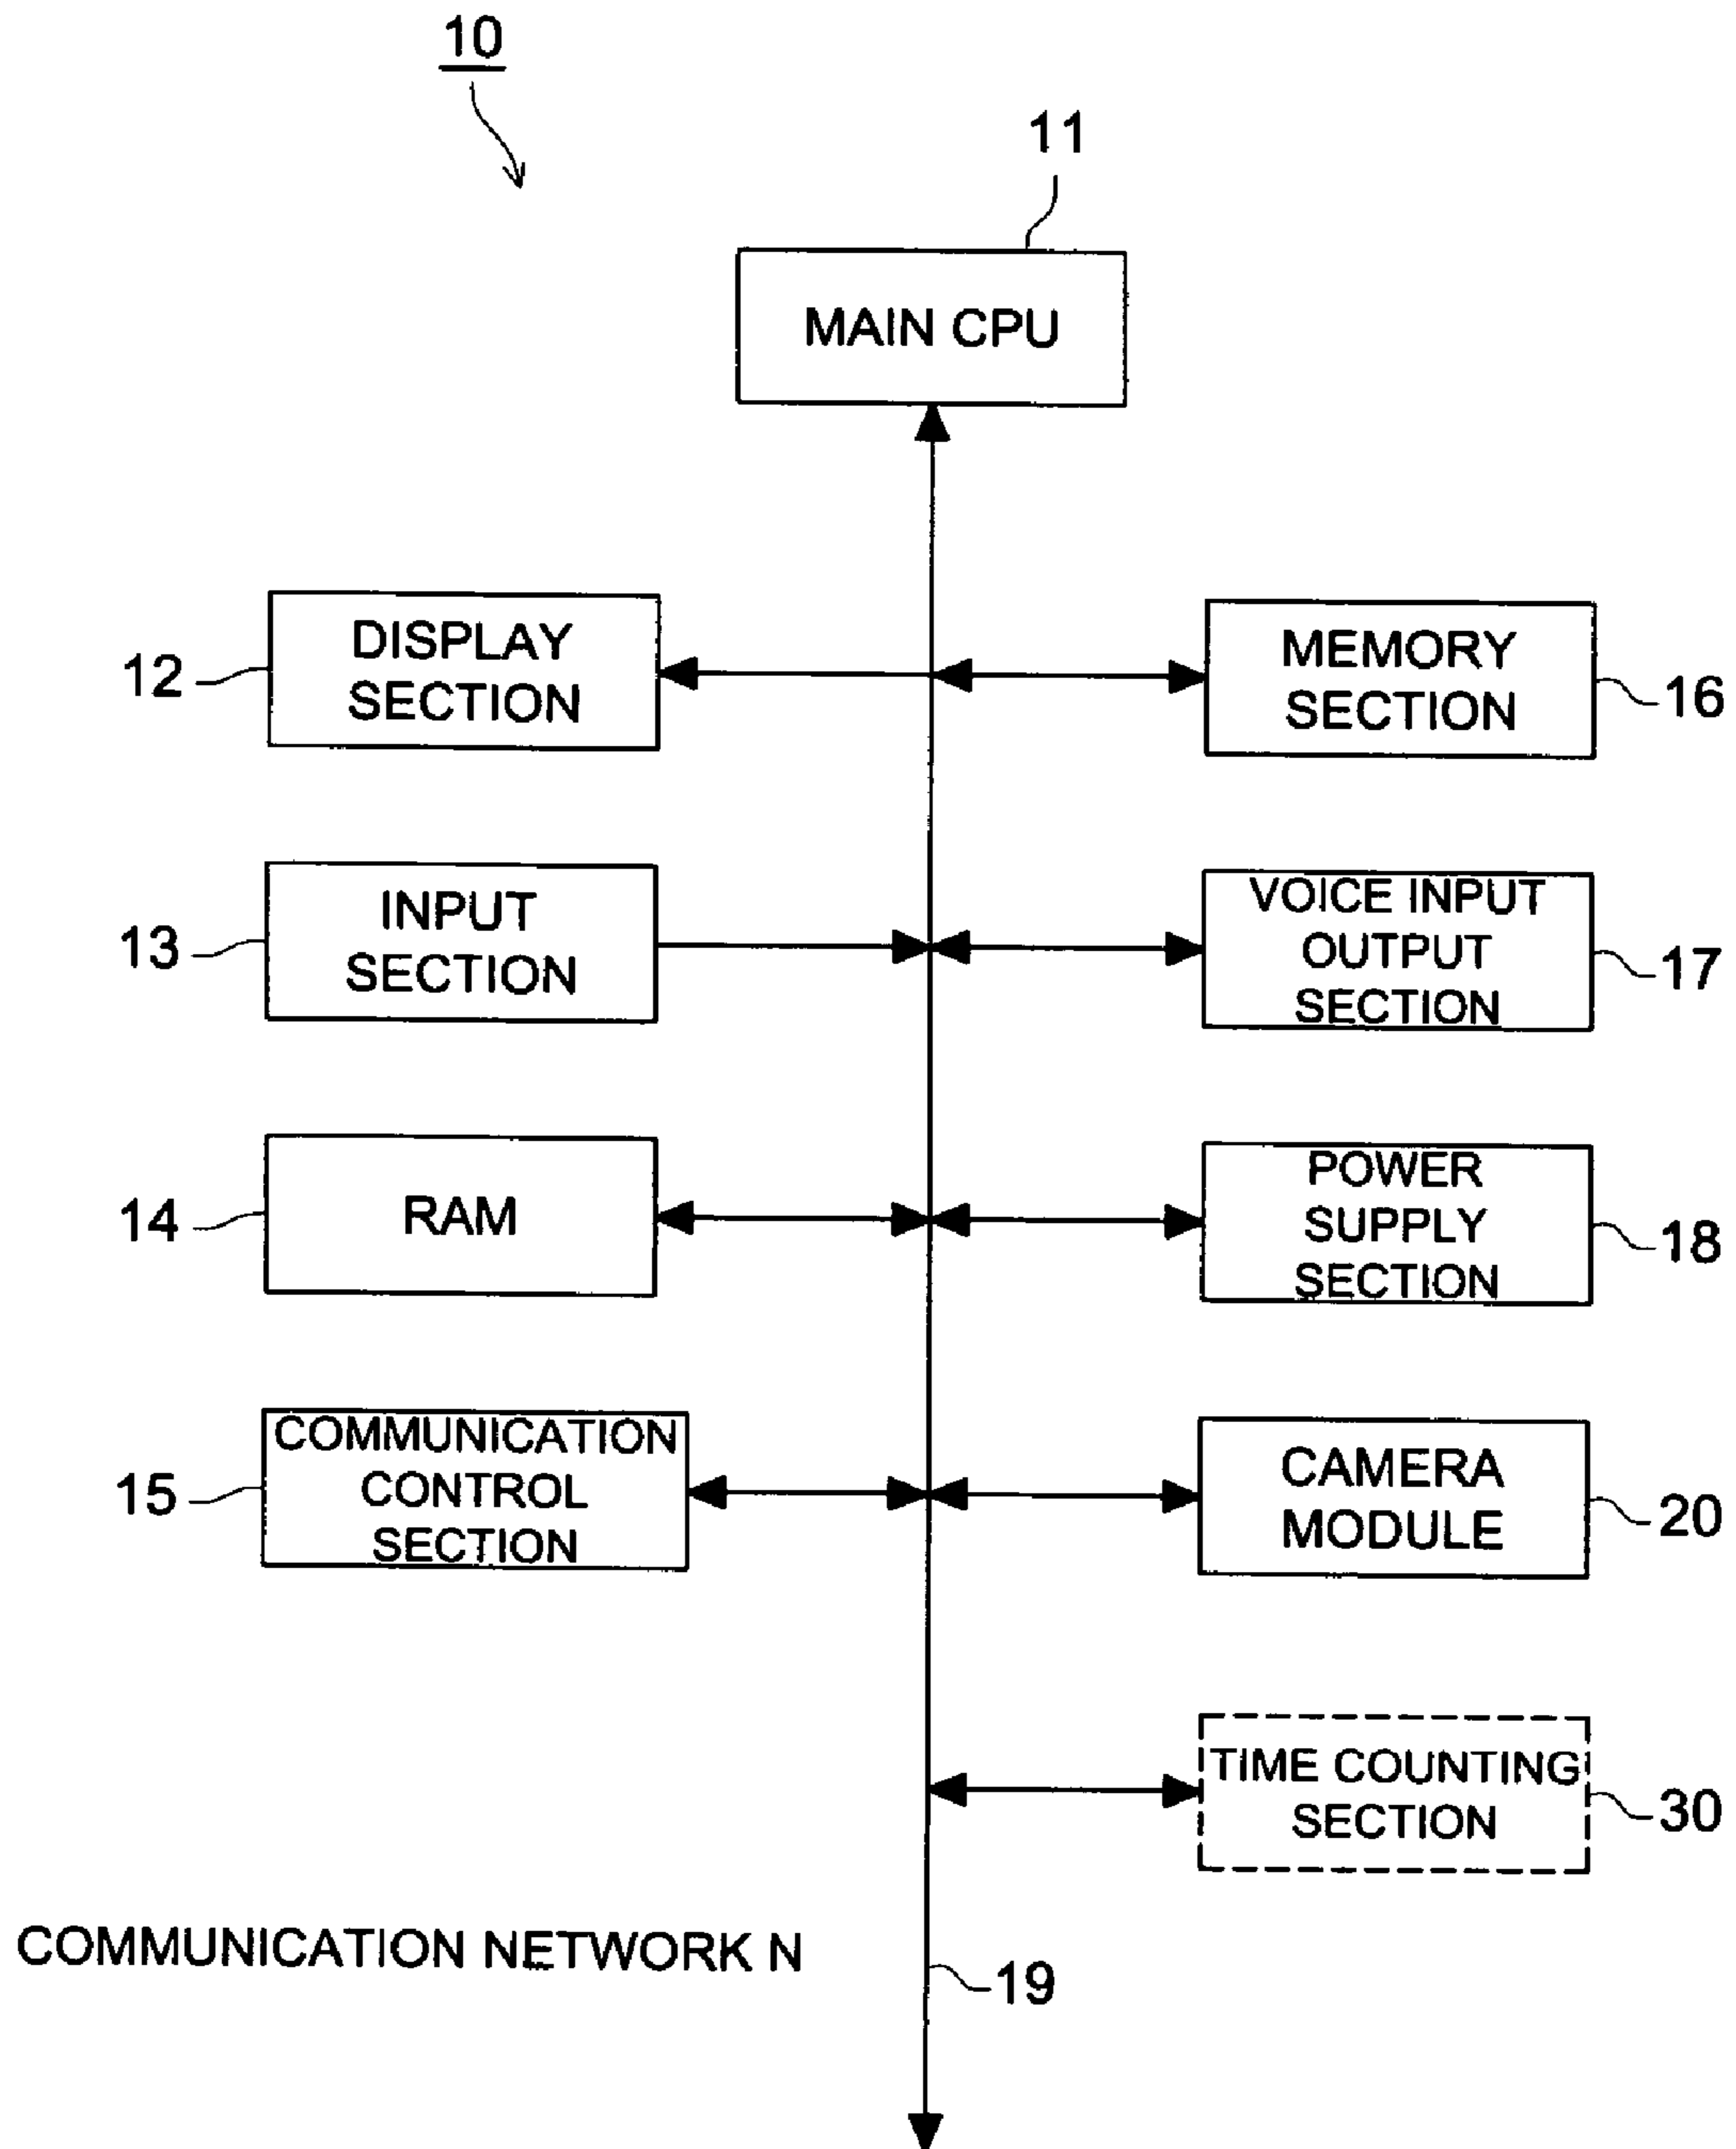 10
11
MAIN CPU
12
DISPLAY
SECTION
MEMORY
SECTION
16
13
INPUT
SECTION
VOICE INPUT
OUTPUT
SECTION
17
14
RAM
POWER
SUPPLY
SECTION
18
15
COMMUNICATION
CONTROL
SECTION
CAMERA
MODULE
20
TIME COUNTING
SECTION
30
COMMUNICATION NETWORK N
19